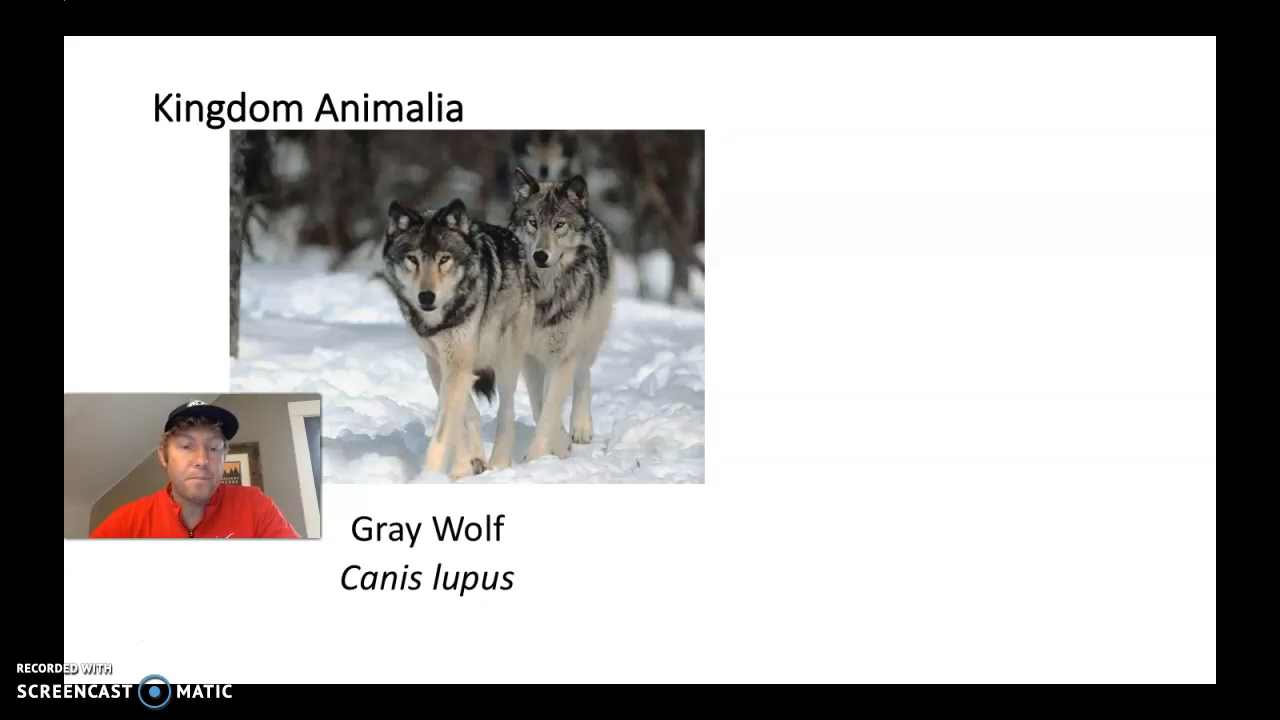 Kingdom Animalia
Gray Wolf
Canis lupus
RECORDED WITH
SCREENCAST MATIC